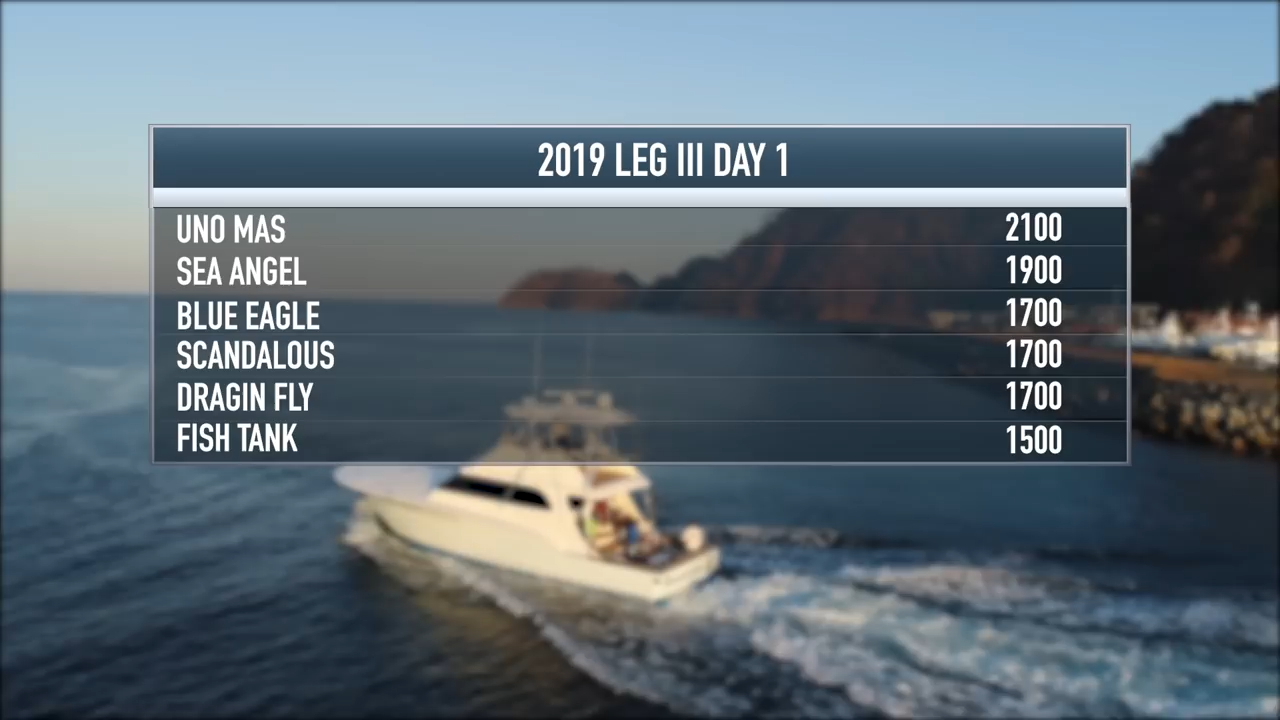 2019 LEG III DAY 1
UNO MAS 2100
SEA ANGEL 1900
BLUE EAGLE 1700
SCANDALOUS 1700
DRAGIN FLY 1700
FISH TANK 1500